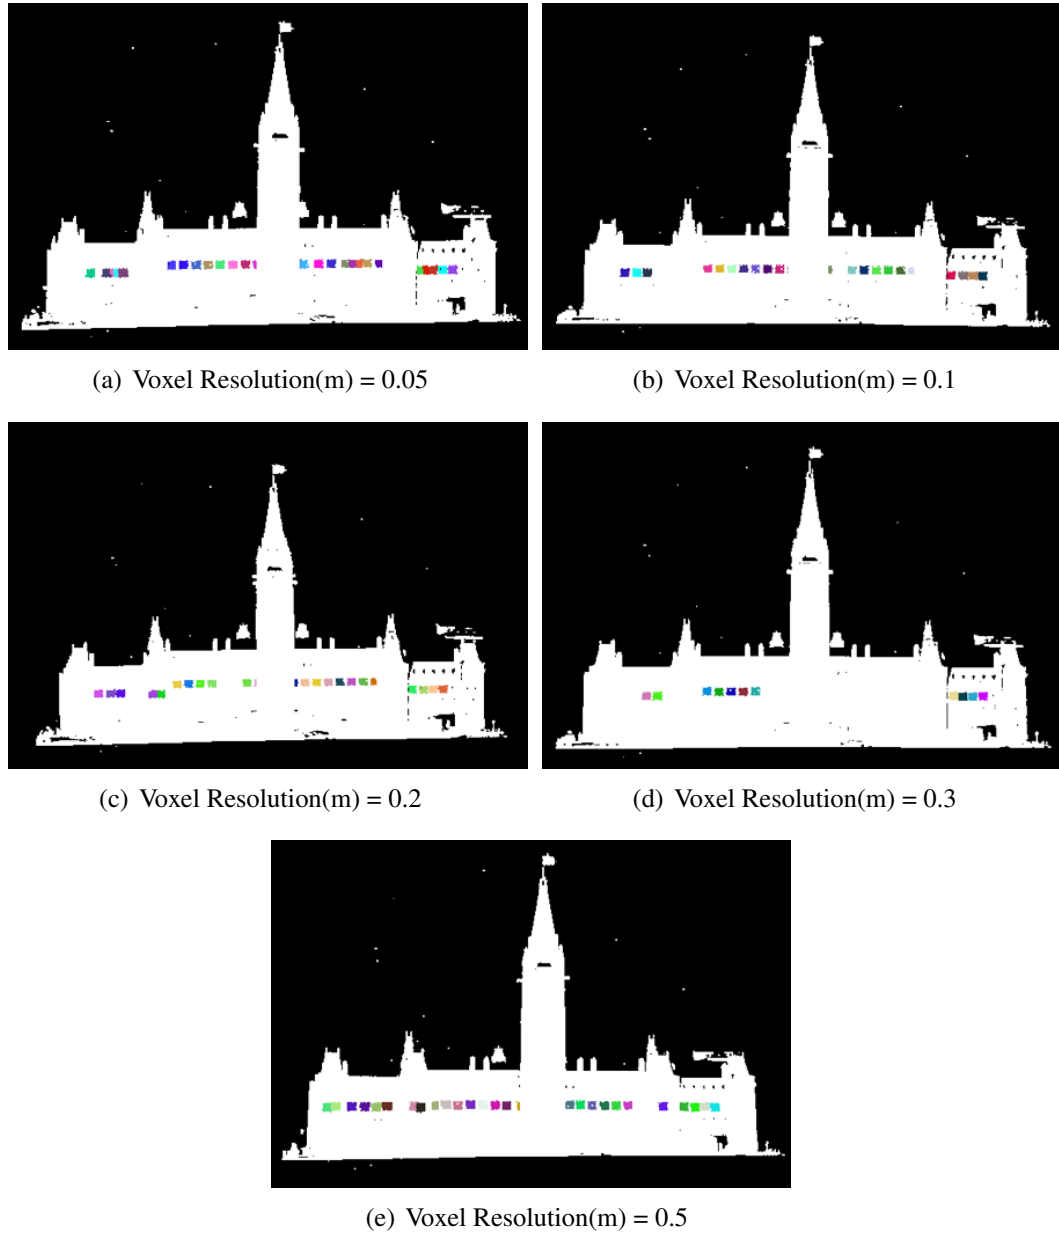 (a) Voxel Resolution(m) = 0.05
(b) Voxel Resolution(m) = 0.1
(c) Voxel Resolution(m) = 0.2
(d) Voxel Resolution(m) = 0.3
(e) Voxel Resolution(m) = 0.5